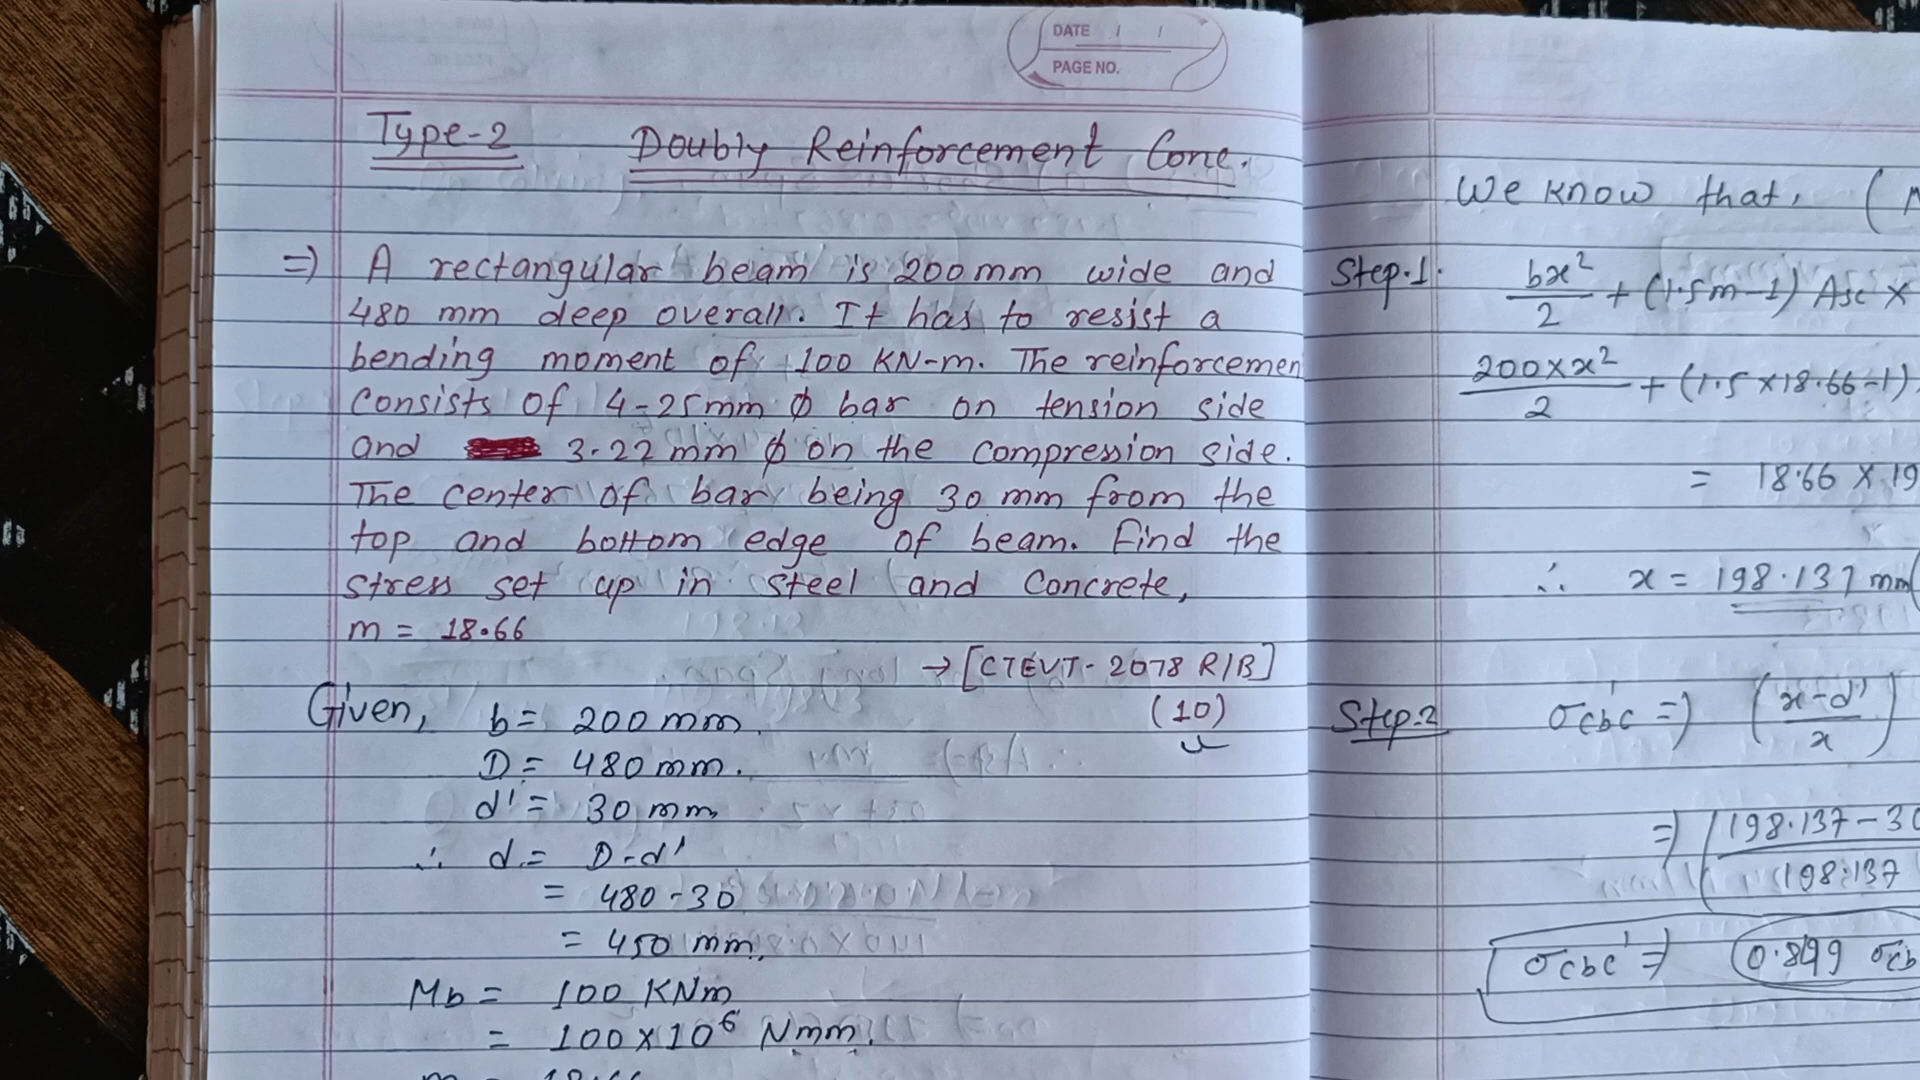 DATE / /
PAGE NO.
Type-2 Doubly Reinforcement Conc.
=) A rectangular beam is 200mm wide and
480 mm deep overall. It has to resist a
bending moment of 100 KN-m. The reinforcemen
Consists of 4-25mm ϕ bar on tension side
and 3-22 mm ϕ on the compression side.
The center of bar being 30 mm from the
top and bottom edge of beam. Find the
stress set up in steel and Concrete,
m = 18.66
→ [CTEVT - 2078 R/B]
(10)
Given, b = 200 mm.
D = 480 mm.
d' = 30 mm
∴ d = D-d'
= 480-30
= 450 mm.
Mb = 100 KNm
= 100×10⁶ Nmm.
m = 18.66
We know that, (
Step.1. bx²/2 + (1.5m-1) Asc ×
200×x²/2 + (1.5×18.66-1)
= 18.66 × 19
∴ x = 198.137 mm
Step.2 σcbc' =) (x-d'/x)
=) (198.137-30/198.137
σcbc' =) 0.849 σcb